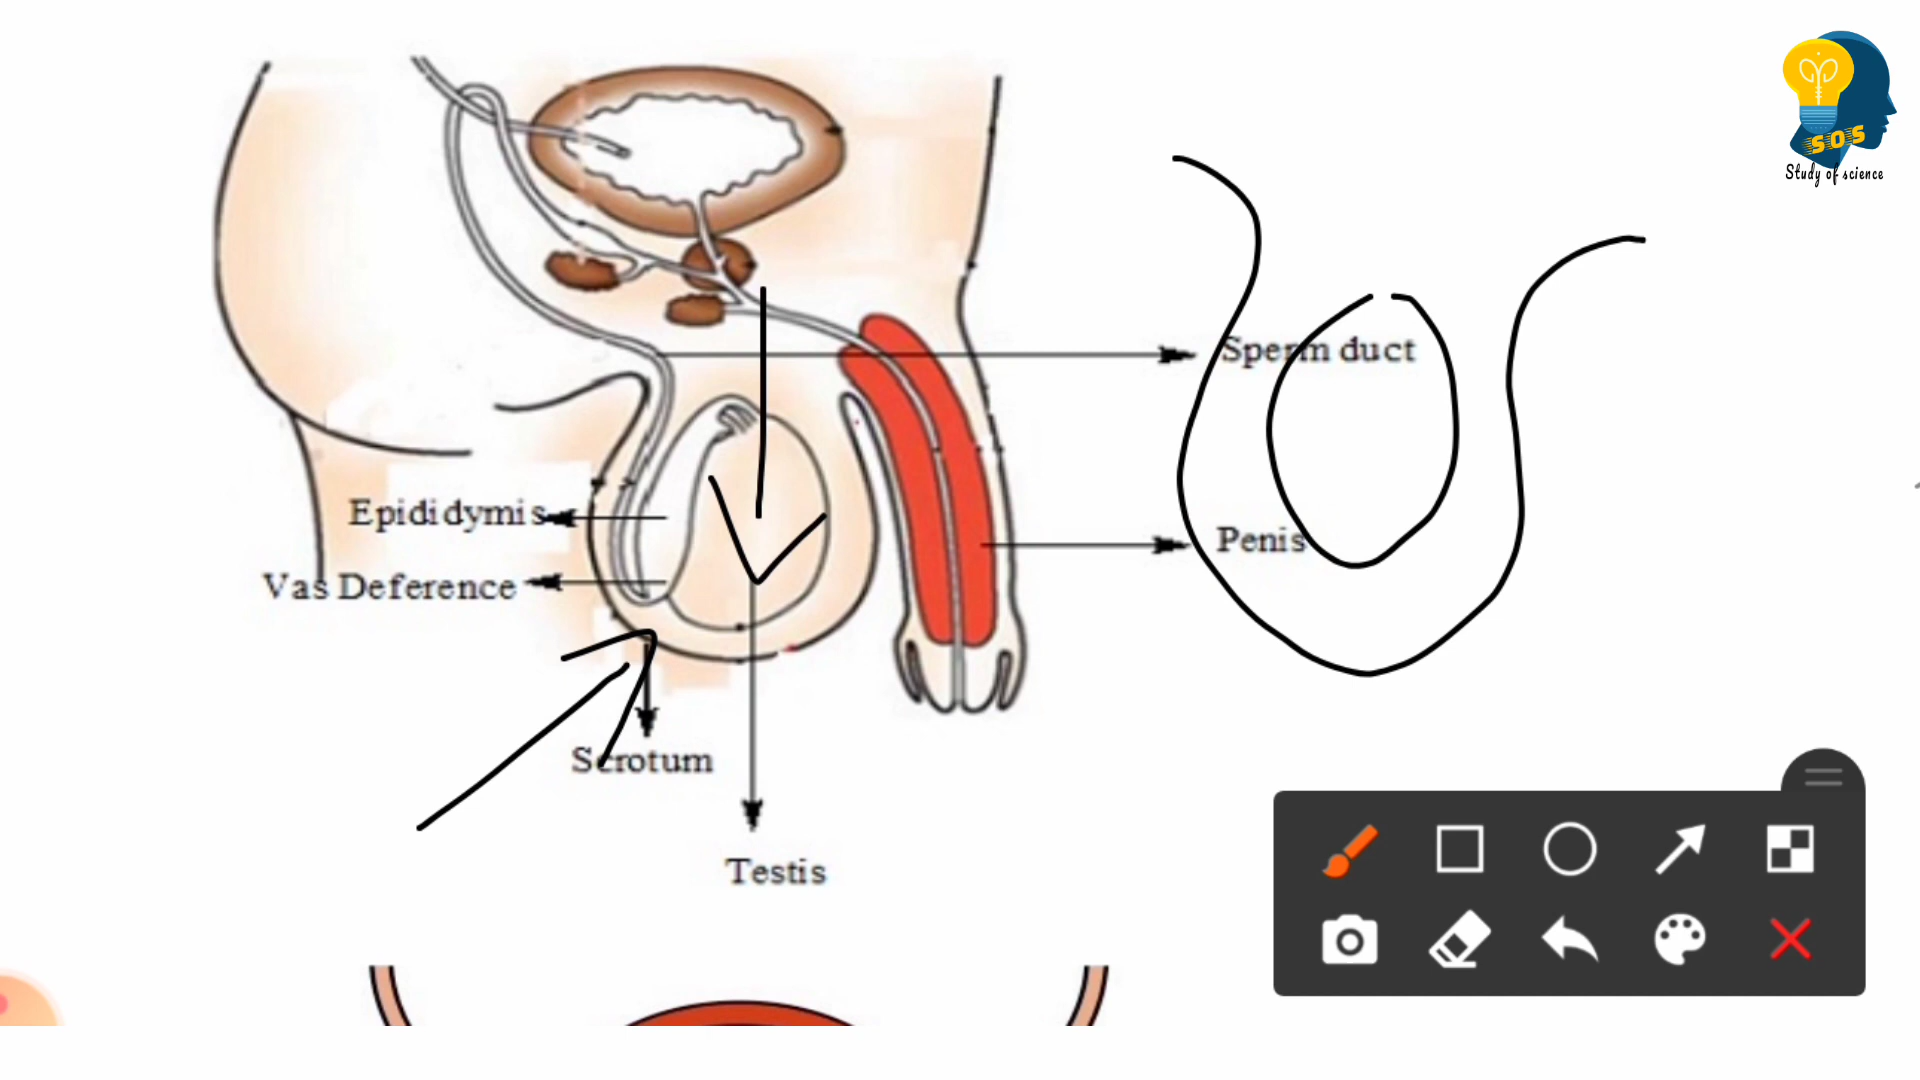 SOS
Study of science
Sperm duct
Epididymis
Penis
Vas Deference
Scrotum
Testis